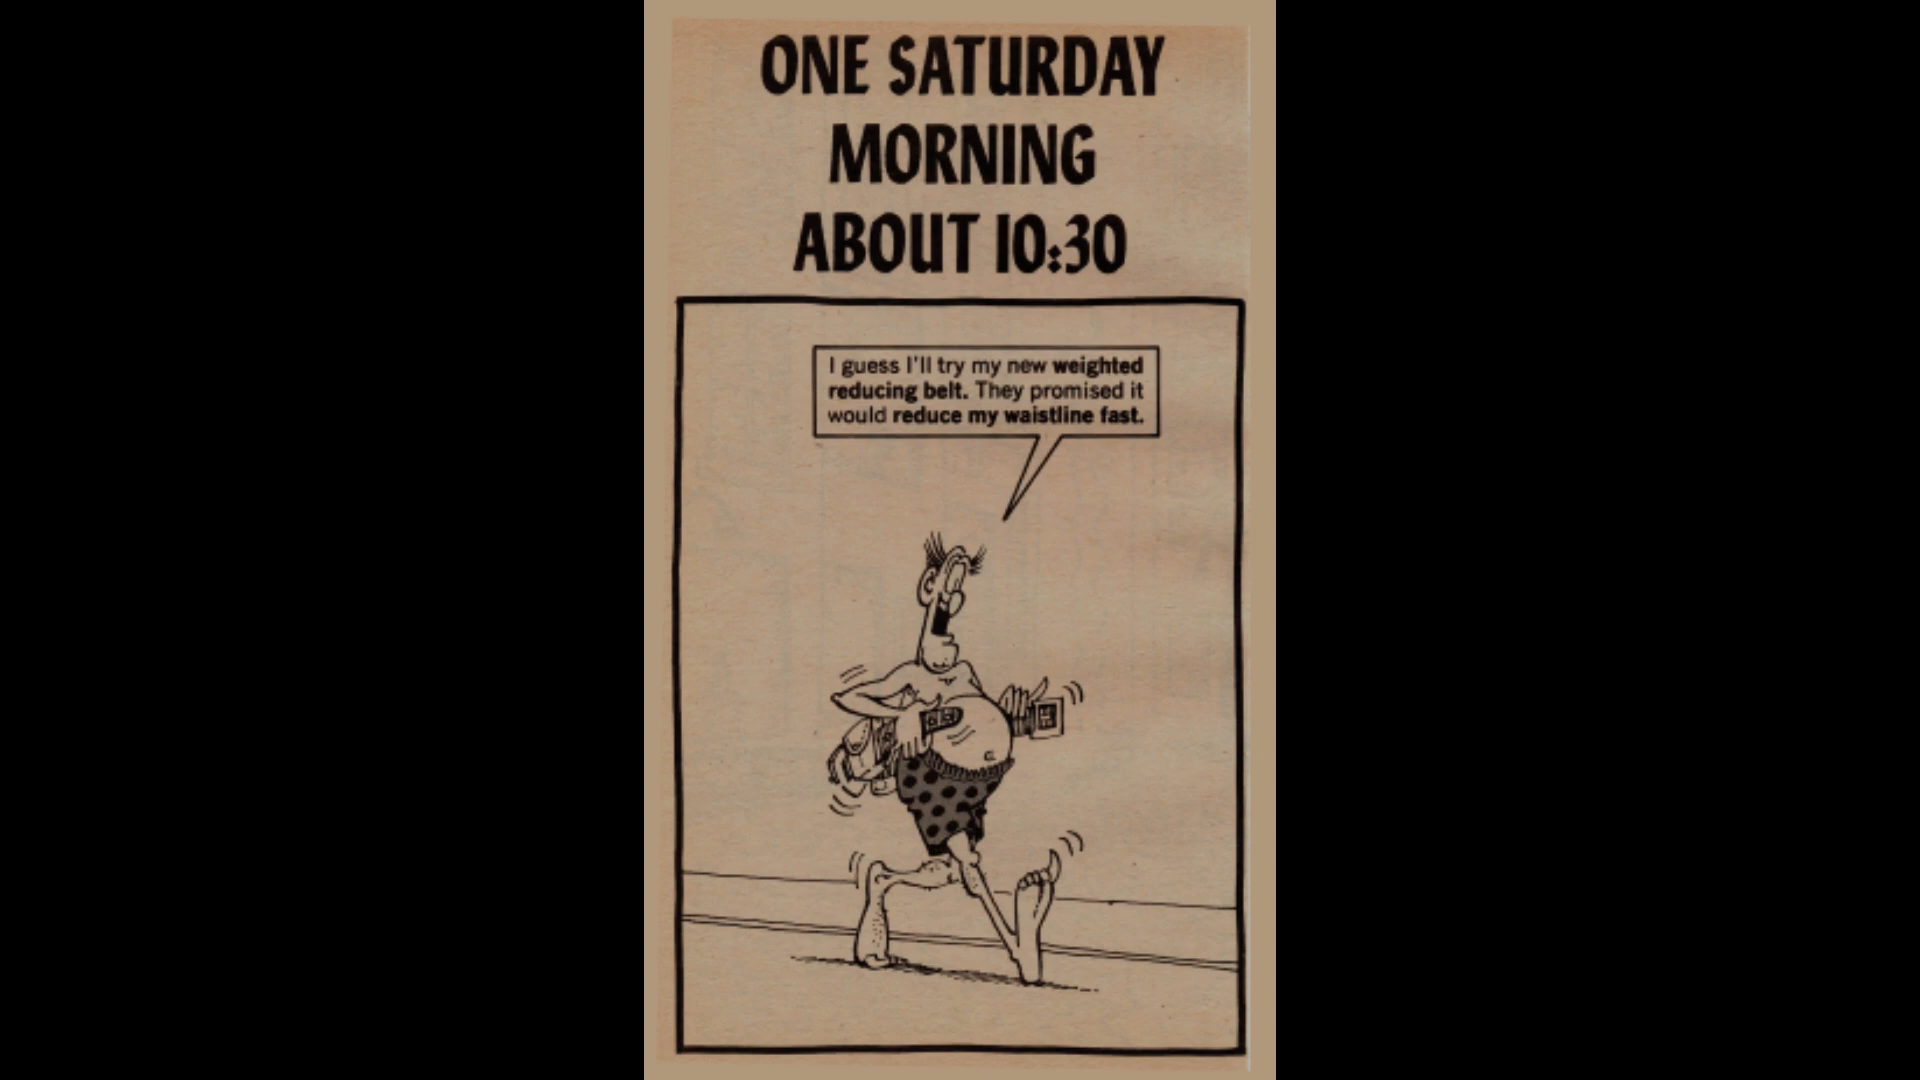 ONE SATURDAY
MORNING
ABOUT 10:30
I guess I'll try my new weighted
reducing belt. They promised it
would reduce my waistline fast.